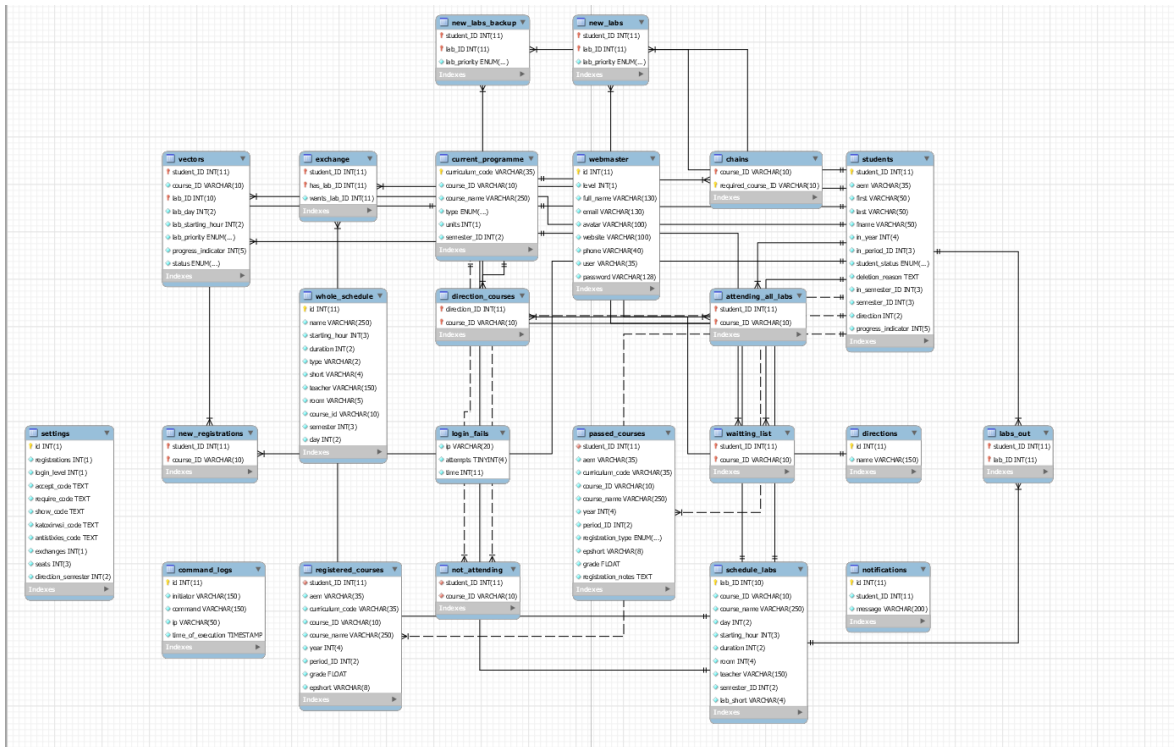 new_labs_backup
student_ID INT(11)
lab_ID INT(11)
lab_priority ENUM(...)
Indexes
new_labs
student_ID INT(11)
lab_ID INT(11)
lab_priority ENUM(...)
Indexes
vectors
student_ID INT(11)
course_ID VARCHAR(10)
lab_ID INT(10)
lab_day INT(2)
lab_starting_hour INT(2)
lab_priority ENUM(...)
progress_indicator INT(5)
status ENUM(...)
Indexes
exchange
student_ID INT(11)
has_lab_ID INT(11)
wants_lab_ID INT(11)
Indexes
current_programme
curriculum_code VARCHAR(35)
course_ID VARCHAR(10)
course_name VARCHAR(250)
type ENUM(...)
units INT(1)
semester_ID INT(2)
Indexes
webmaster
id INT(11)
level INT(1)
full_name VARCHAR(130)
email VARCHAR(130)
avatar VARCHAR(100)
website VARCHAR(100)
phone VARCHAR(40)
user VARCHAR(35)
password VARCHAR(128)
chains
course_ID VARCHAR(10)
required_course_ID VARCHAR(10)
Indexes
students
student_ID INT(11)
aem VARCHAR(35)
first VARCHAR(50)
last VARCHAR(50)
fname VARCHAR(50)
in_year INT(4)
in_period_ID INT(3)
student_status ENUM(...)
deletion_reason TEXT
in_semester_ID INT(3)
semester_ID INT(3)
direction INT(2)
progress_indicator INT(5)
Indexes
whole_schedule
id INT(11)
name VARCHAR(250)
starting_hour INT(3)
duration INT(2)
type VARCHAR(2)
short VARCHAR(4)
teacher VARCHAR(150)
room VARCHAR(5)
course_id VARCHAR(10)
semester INT(3)
day INT(2)
Indexes
direction_courses
direction_ID INT(11)
course_ID VARCHAR(10)
Indexes
attending_all_labs
student_ID INT(11)
course_ID VARCHAR(10)
Indexes
settings
id INT(1)
registrations INT(1)
login_level INT(1)
accept_code TEXT
require_code TEXT
show_code TEXT
katoxirwsi_code TEXT
antistixies_code TEXT
exchanges INT(1)
seats INT(3)
direction_semester INT(2)
Indexes
new_registrations
student_ID INT(11)
course_ID VARCHAR(10)
Indexes
login_fails
ip VARCHAR(20)
attempts TINYINT(4)
time INT(11)
Indexes
passed_courses
student_ID INT(11)
aem VARCHAR(35)
curriculum_code VARCHAR(35)
course_ID VARCHAR(10)
course_name VARCHAR(250)
year INT(4)
period_ID INT(2)
registration_type ENUM(...)
epshort VARCHAR(8)
grade FLOAT
registration_notes TEXT
Indexes
waitting_list
student_ID INT(11)
course_ID VARCHAR(10)
Indexes
directions
id INT(11)
name VARCHAR(150)
Indexes
labs_out
student_ID INT(11)
lab_ID INT(11)
Indexes
command_logs
id INT(11)
initiator VARCHAR(150)
command VARCHAR(150)
ip VARCHAR(50)
time_of_execution TIMESTAMP
Indexes
registered_courses
student_ID INT(11)
aem VARCHAR(35)
curriculum_code VARCHAR(35)
course_ID VARCHAR(10)
course_name VARCHAR(250)
year INT(4)
period_ID INT(2)
grade FLOAT
epshort VARCHAR(8)
Indexes
not_attending
student_ID INT(11)
course_ID VARCHAR(10)
Indexes
schedule_labs
lab_ID INT(10)
course_ID VARCHAR(10)
course_name VARCHAR(250)
day INT(2)
starting_hour INT(3)
duration INT(2)
room INT(4)
teacher VARCHAR(150)
semester_ID INT(2)
lab_short VARCHAR(4)
Indexes
notifications
id INT(11)
student_ID INT(11)
message VARCHAR(200)
Indexes